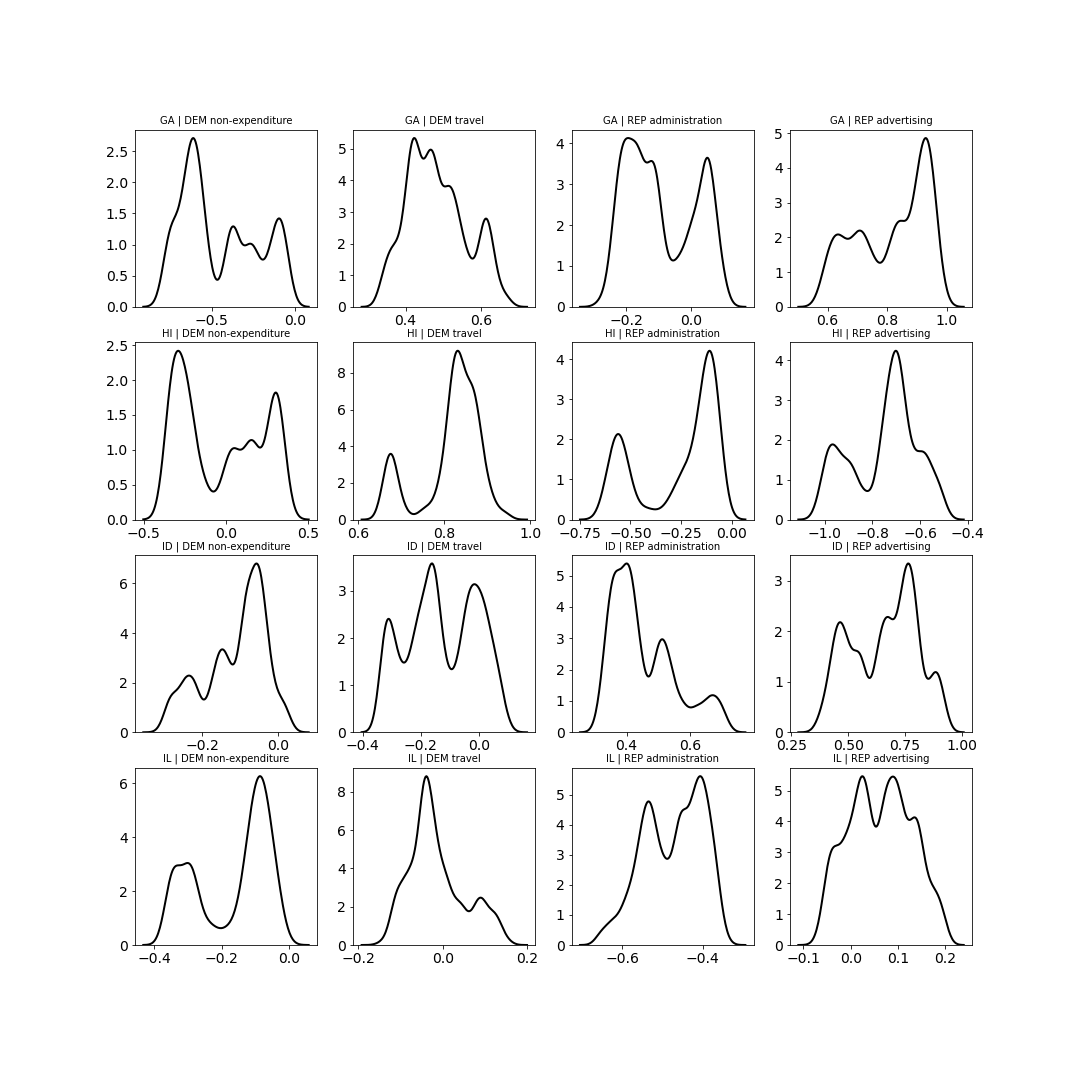 GA | DEM non-expenditure GA | DEM travel GA | REP administration GA | REP advertising
2.5 2.0 1.5 1.0 0.5 0.0
−0.5 0.0
5 4 3 2 1 0
0.4 0.6
4 3 2 1 0
−0.2 0.0
5 4 3 2 1 0
0.6 0.8 1.0
HI | DEM non-expenditure HI | DEM travel HI | REP administration HI | REP advertising
2.5 2.0 1.5 1.0 0.5 0.0
−0.5 0.0 0.5
8 6 4 2 0
0.6 0.8 1.0
4 3 2 1 0
−0.75 −0.50 −0.25 0.00
4 3 2 1 0
−1.0 −0.8 −0.6 −0.4
ID | DEM non-expenditure ID | DEM travel ID | REP administration ID | REP advertising
6 4 2 0
−0.2 0.0
3 2 1 0
−0.4 −0.2 0.0
5 4 3 2 1 0
0.4 0.6
3 2 1 0
0.25 0.50 0.75 1.00
IL | DEM non-expenditure IL | DEM travel IL | REP administration IL | REP advertising
6 4 2 0
−0.4 −0.2 0.0
8 6 4 2 0
−0.2 0.0 0.2
5 4 3 2 1 0
−0.6 −0.4
5 4 3 2 1 0
−0.1 0.0 0.1 0.2